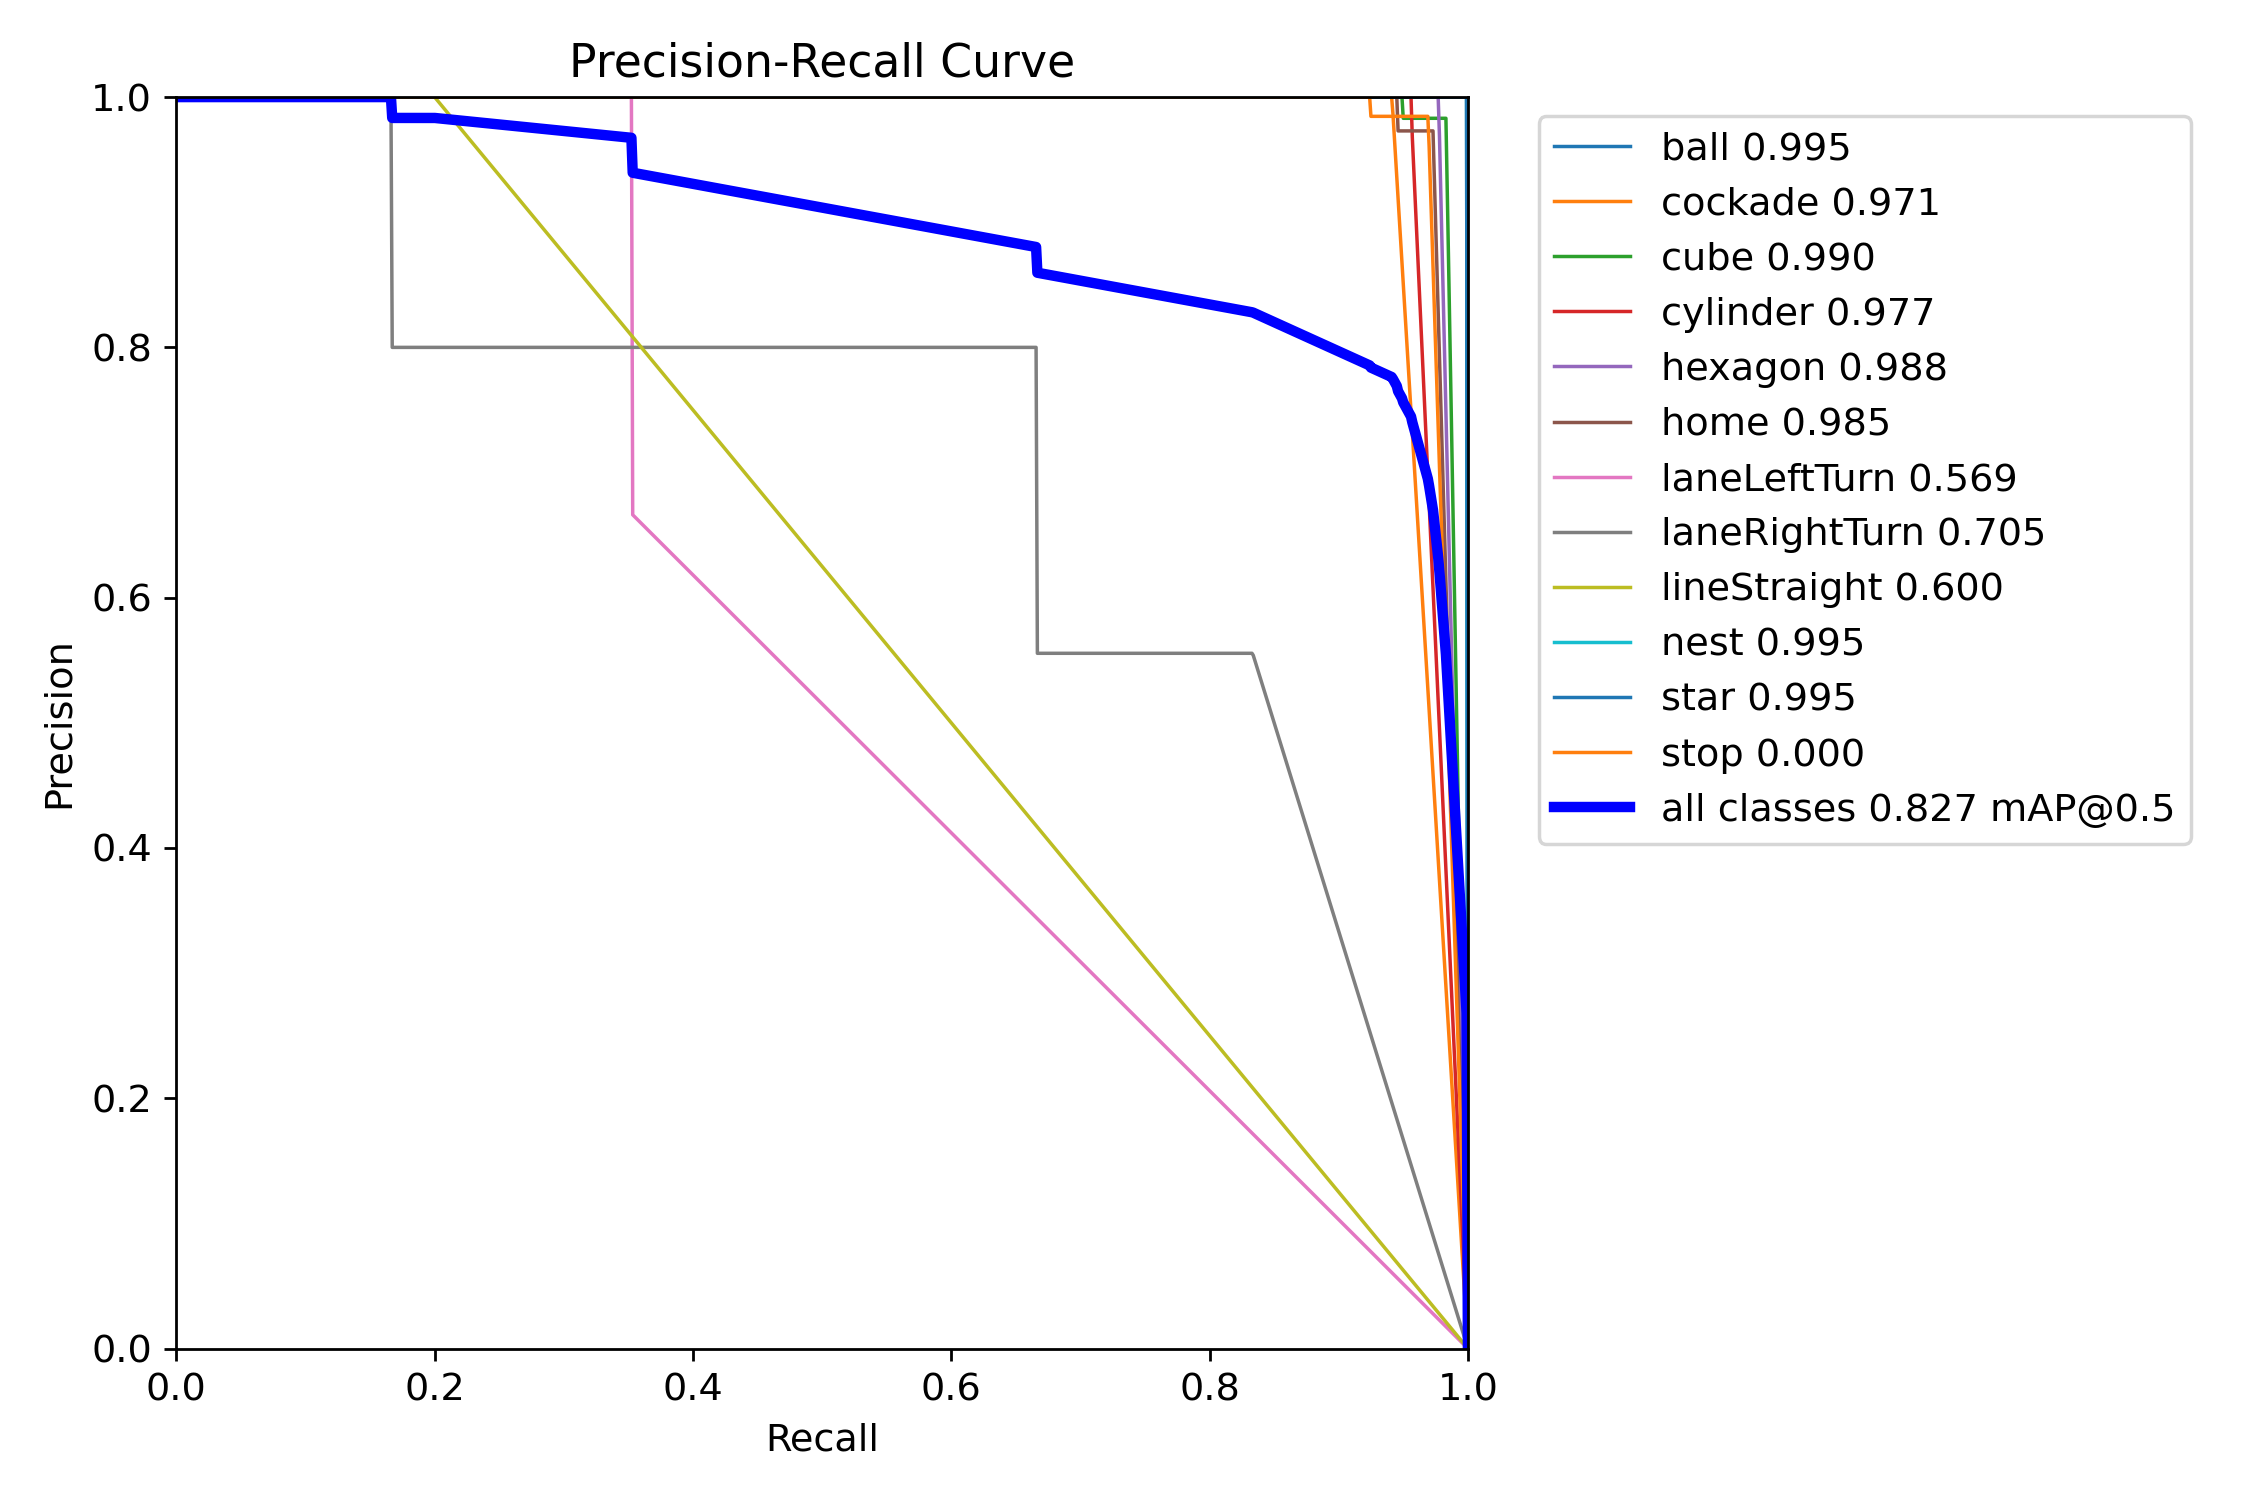 Precision-Recall Curve
1.0
0.8
0.6
0.4
0.2
0.0
Precision
0.0 0.2 0.4 0.6 0.8 1.0
Recall
ball 0.995
cockade 0.971
cube 0.990
cylinder 0.977
hexagon 0.988
home 0.985
laneLeftTurn 0.569
laneRightTurn 0.705
lineStraight 0.600
nest 0.995
star 0.995
stop 0.000
all classes 0.827 mAP@0.5